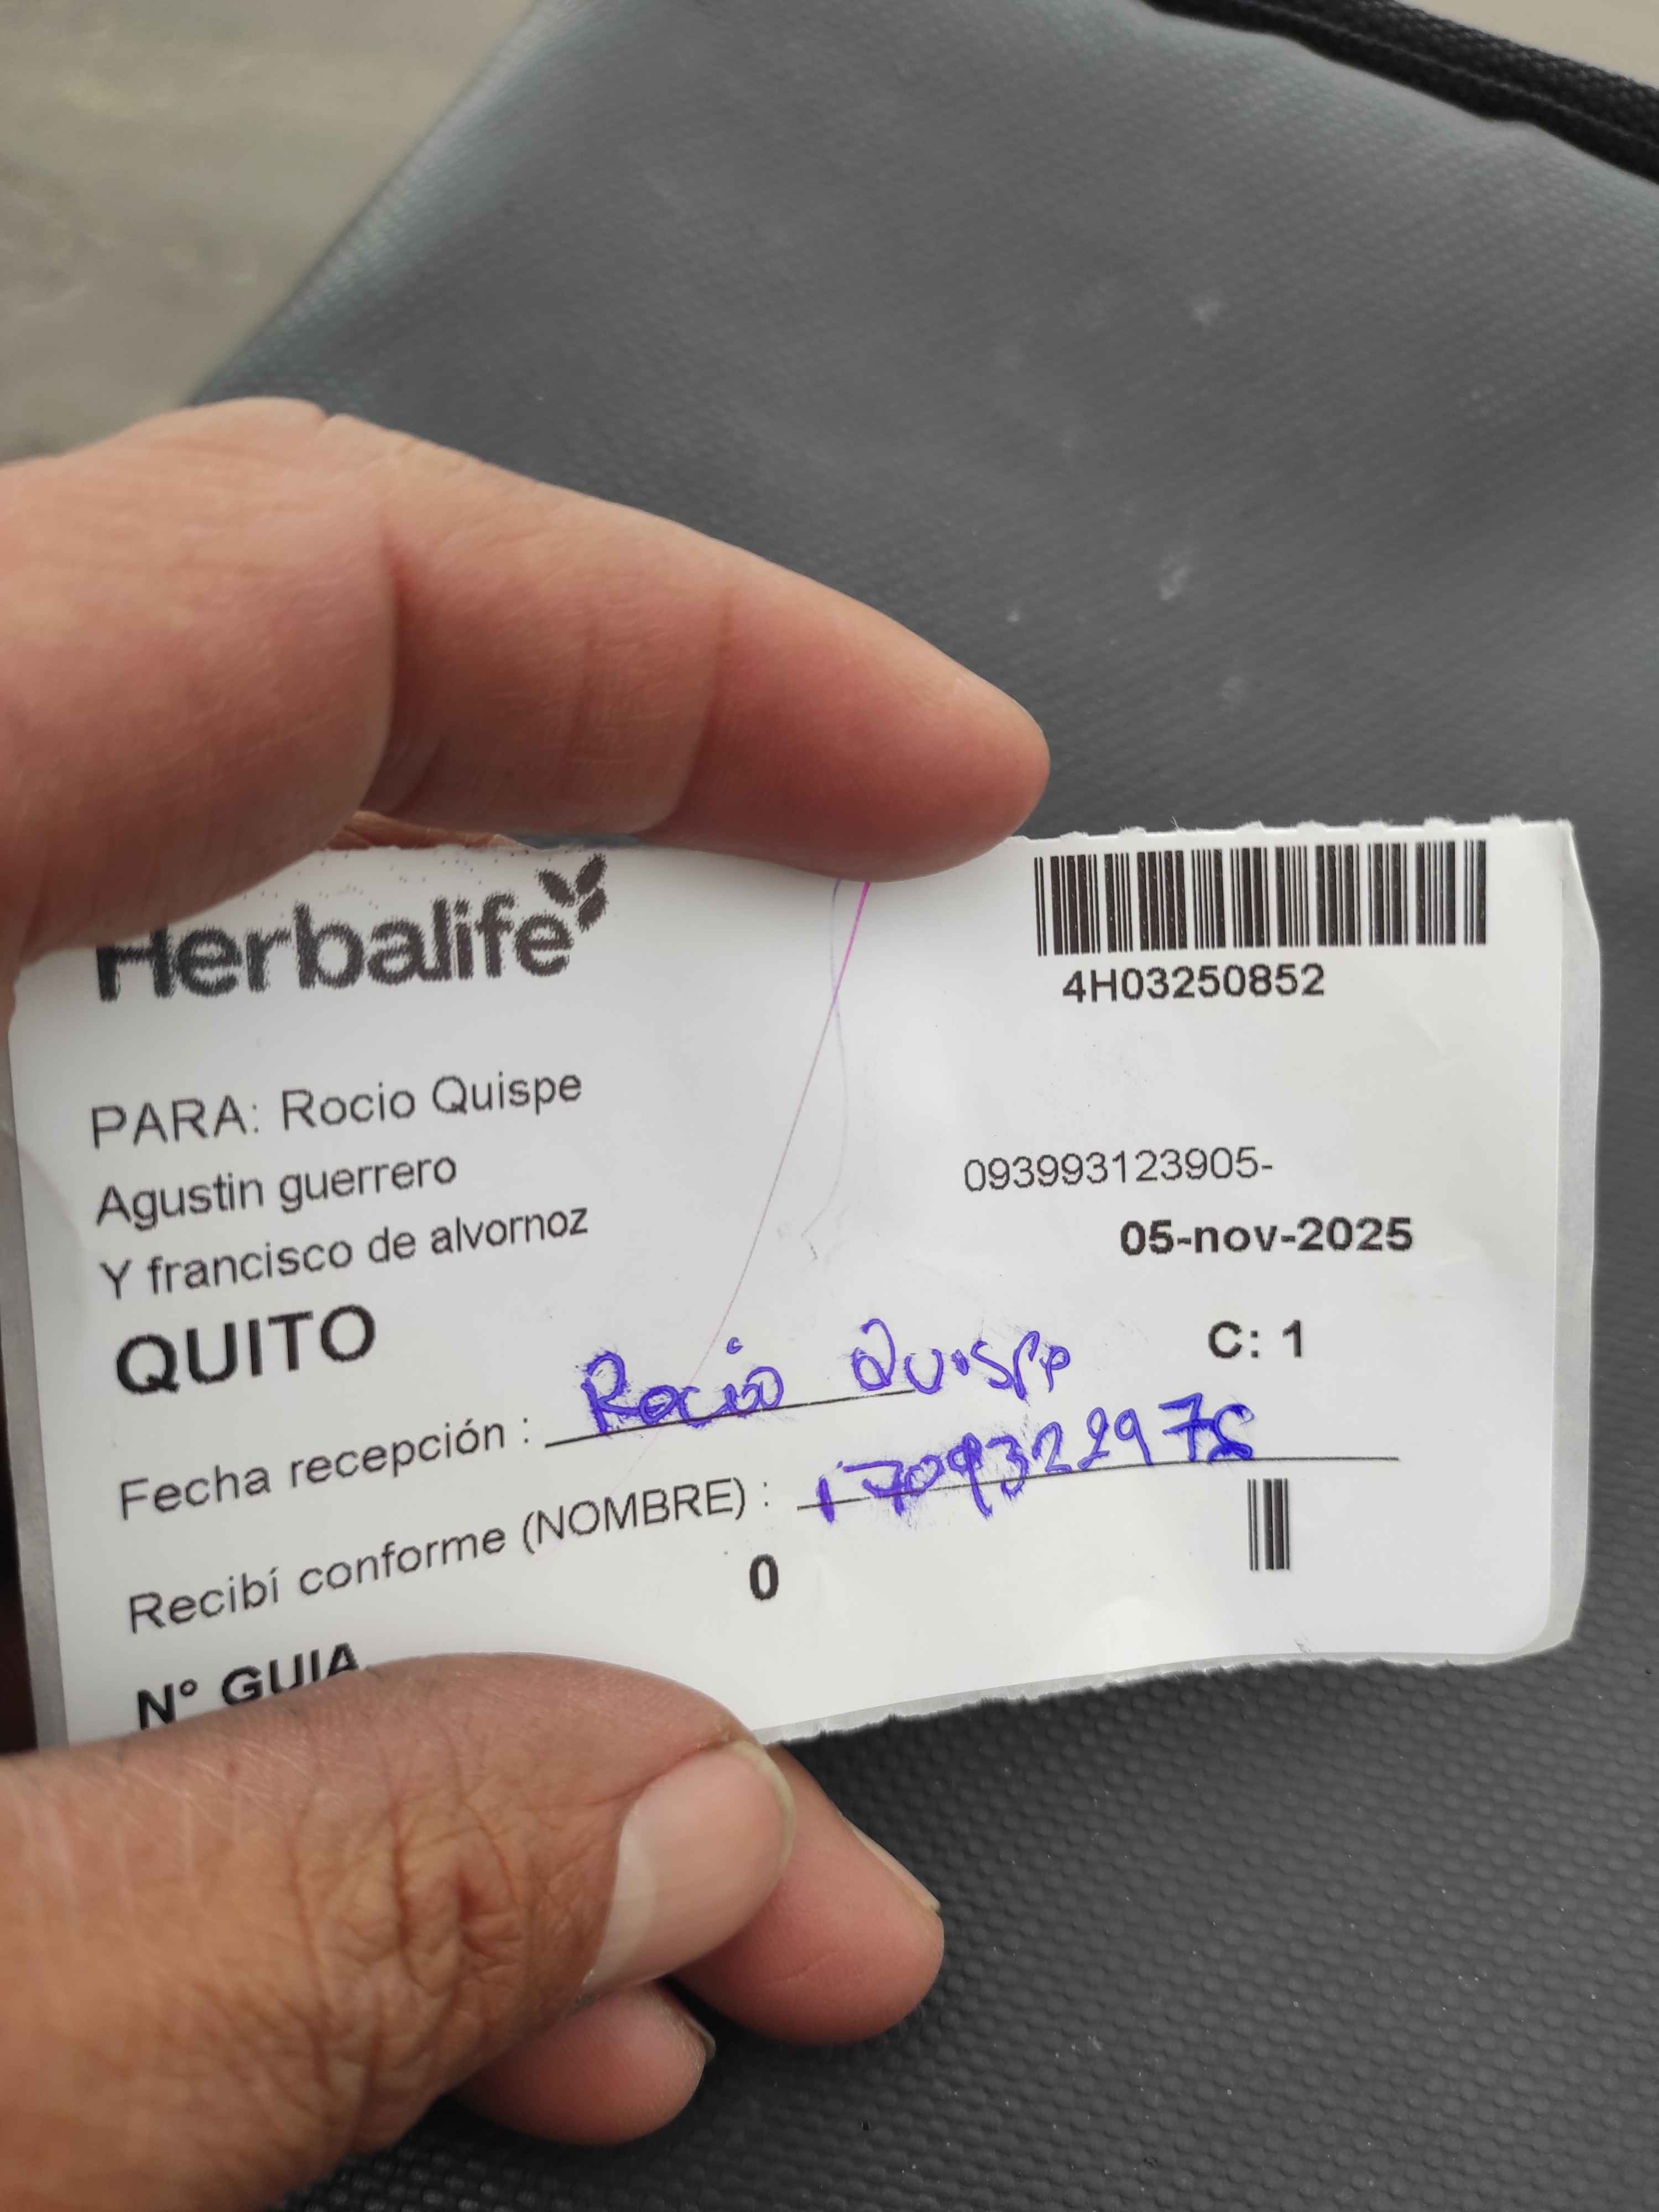 Herbalife
4H03250852
PARA: Rocio Quispe
Agustin guerrero
093993123905-
Y francisco de alvornoz
05-nov-2025
QUITO
C: 1
Fecha recepción : Rocio Quispe
Recibí conforme (NOMBRE) :
0
N° GUIA